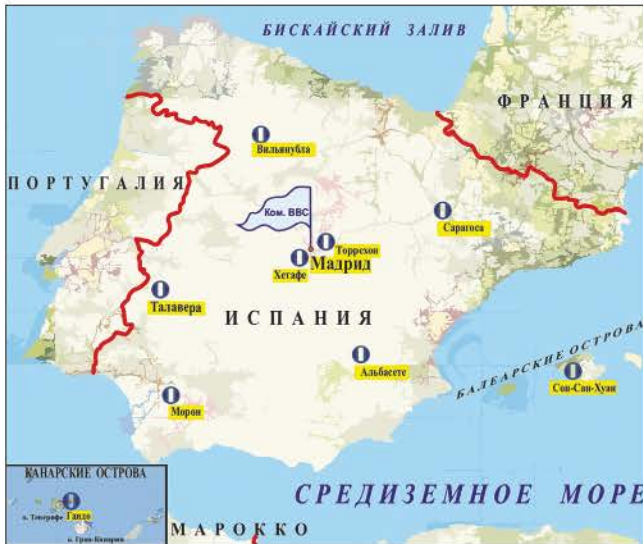 БИСКАЙСКИЙ ЗАЛИВ
ФРАНЦИЯ
Вильянубла
ПОРТУГАЛИЯ
Ком. ВВС
Сарагоса
Торрехон
Мадрид
Хетафе
Талавера
ИСПАНИЯ
БАЛЕАРСКИЕ ОСТРОВА
Альбасете
Сон-Сан-Хуан
Морон
КАНАРСКИЕ ОСТРОВА
Гандо
о. Тенерифе
о. Гран-Канария
СРЕДИЗЕМНОЕ МОРЕ
МАРОККО